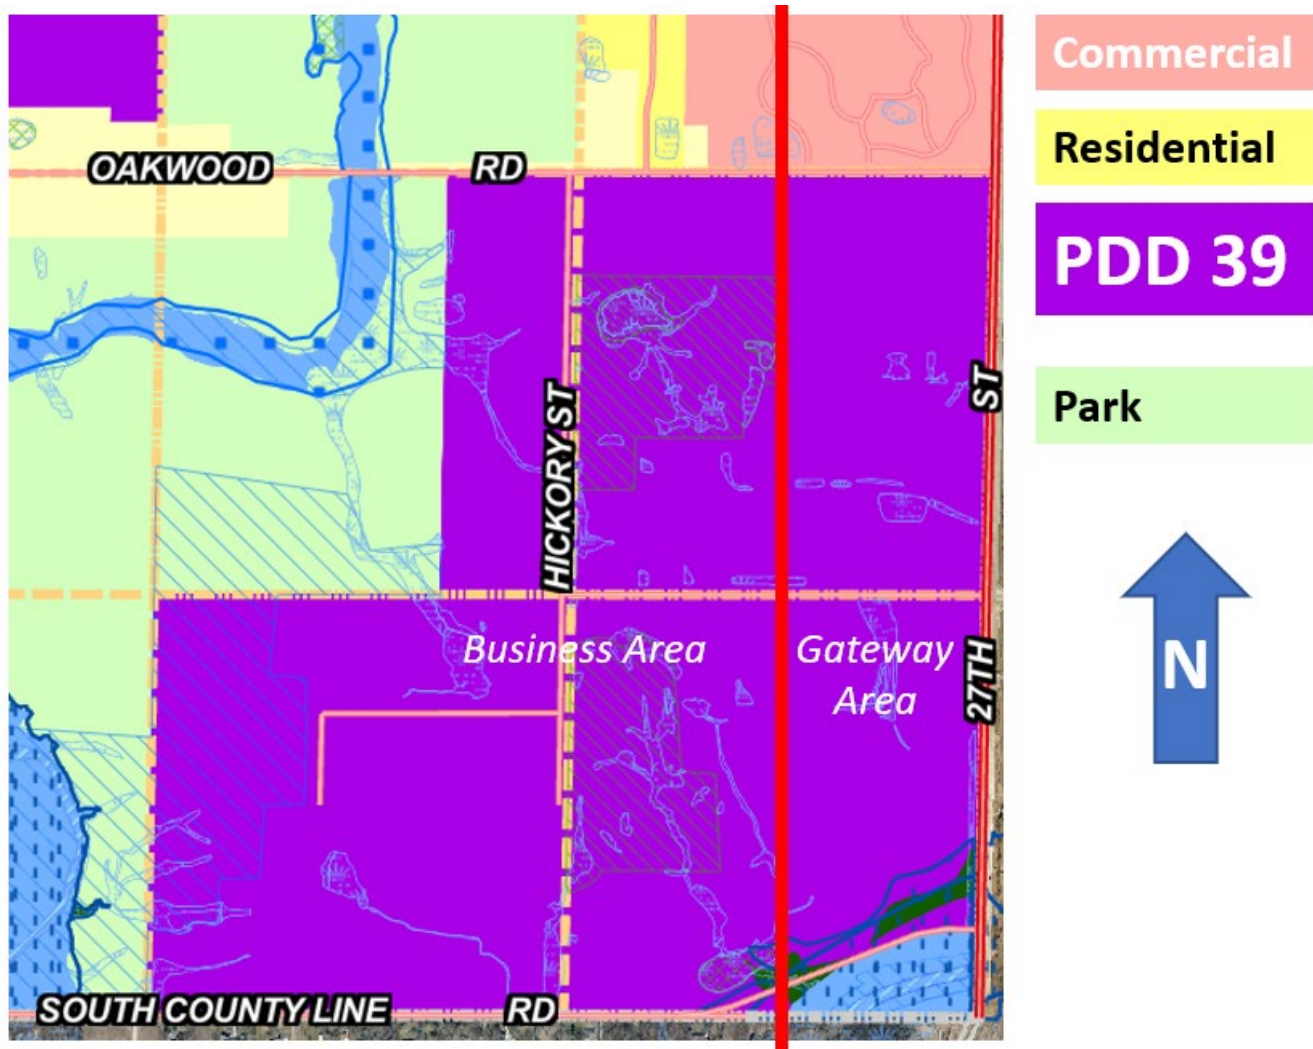 Commercial
Residential
PDD 39
Park
N
OAKWOOD RD
HICKORY ST
ST
27TH
Business Area
Gateway
Area
SOUTH COUNTY LINE RD